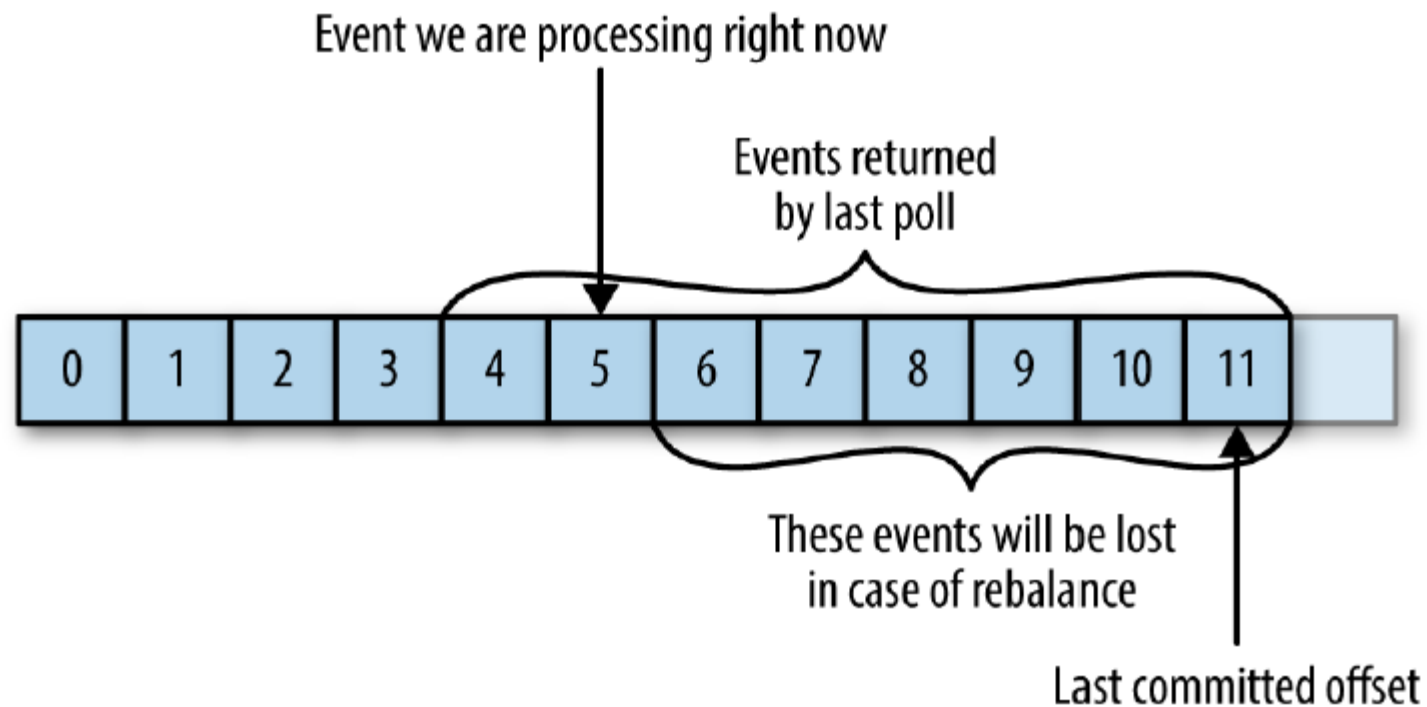 Event we are processing right now
Events returned
by last poll
0 1 2 3 4 5 6 7 8 9 10 11
These events will be lost
in case of rebalance
Last committed offset